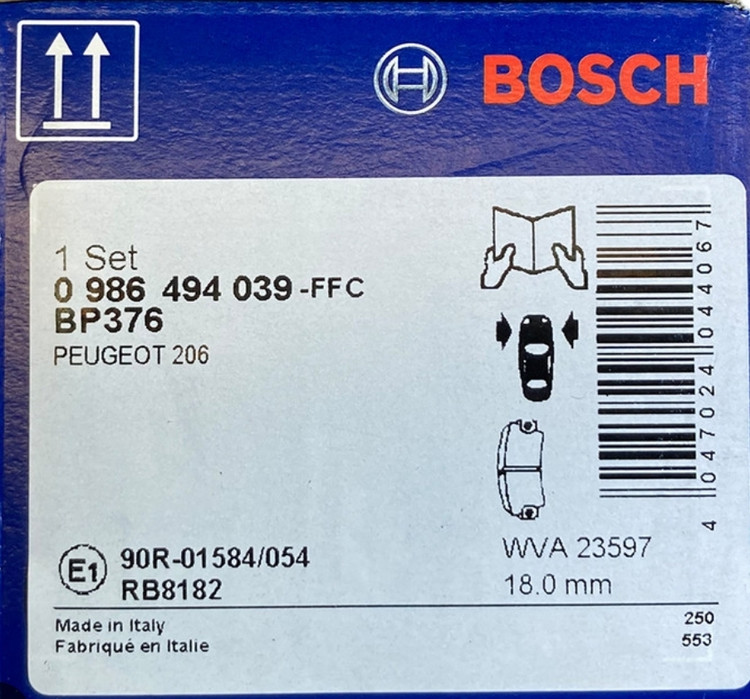 BOSCH
1 Set
0 986 494 039 -FFC
BP376
PEUGEOT 206
4 047024 044067
E1
90R-01584/054
RB8182
WVA 23597
18.0 mm
Made in Italy
Fabriqué en Italie
250
553